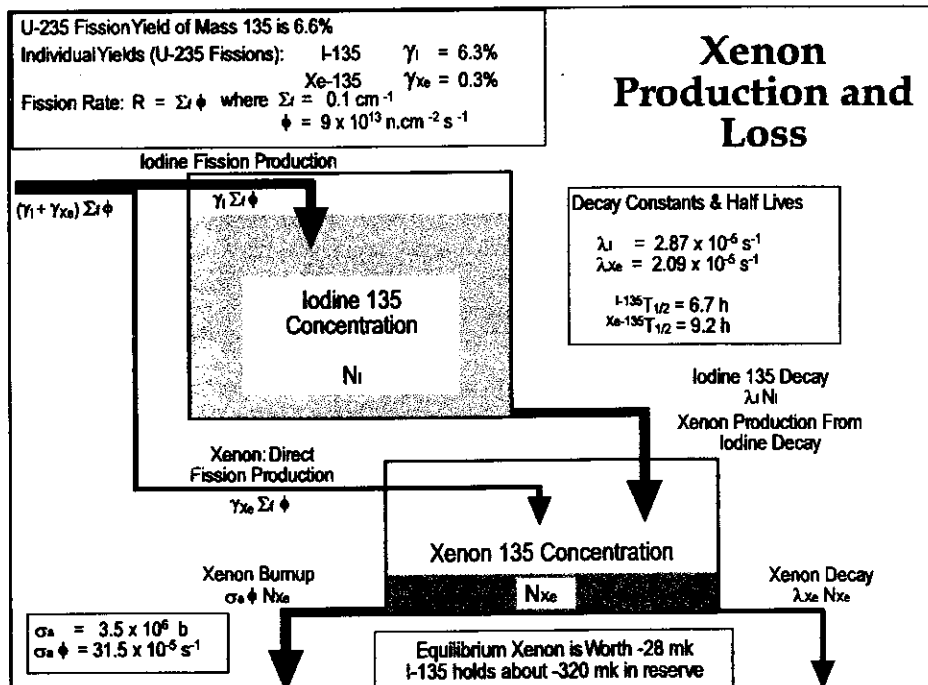 U-235 Fission Yield of Mass 135 is 6.6%
Individual Yields (U-235 Fissions): I-135 γI = 6.3%
Xe-135 γXe = 0.3%
Fission Rate: R = Σf ϕ where Σf = 0.1 cm⁻¹
ϕ = 9 x 10¹³ n.cm⁻² s⁻¹
Xenon
Production and
Loss
Iodine Fission Production
(γI + γXe) Σf ϕ
γI Σf ϕ
Decay Constants & Half Lives
λI = 2.87 x 10⁻⁵ s⁻¹
λXe = 2.09 x 10⁻⁵ s⁻¹
I-135T1/2 = 6.7 h
Xe-135T1/2 = 9.2 h
Iodine 135
Concentration
NI
Iodine 135 Decay
λI NI
Xenon Production From
Iodine Decay
Xenon: Direct
Fission Production
γXe Σf ϕ
Xenon 135 Concentration
NXe
Xenon Burnup
σa ϕ NXe
Xenon Decay
λXe NXe
σa = 3.5 x 10⁶ b
σa ϕ = 31.5 x 10⁻⁵ s⁻¹
Equilibrium Xenon is Worth -28 mk
I-135 holds about -320 mk in reserve